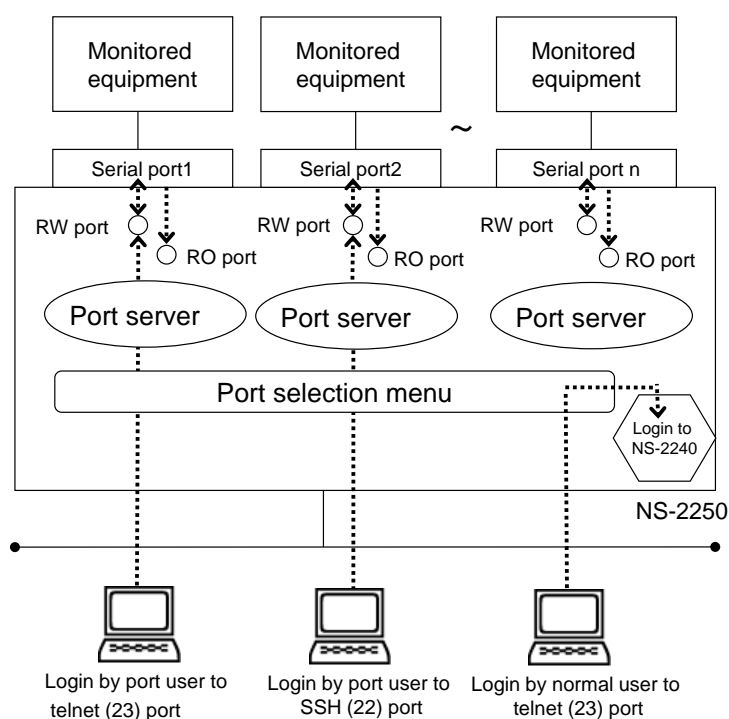 Monitored
equipment
Monitored
equipment
Monitored
equipment
~
Serial port1
Serial port2
Serial port n
RW port
RO port
RW port
RO port
RW port
RO port
Port server
Port server
Port server
Port selection menu
Login to
NS-2240
NS-2250
Login by port user to
telnet (23) port
Login by port user to
SSH (22) port
Login by normal user to
telnet (23) port